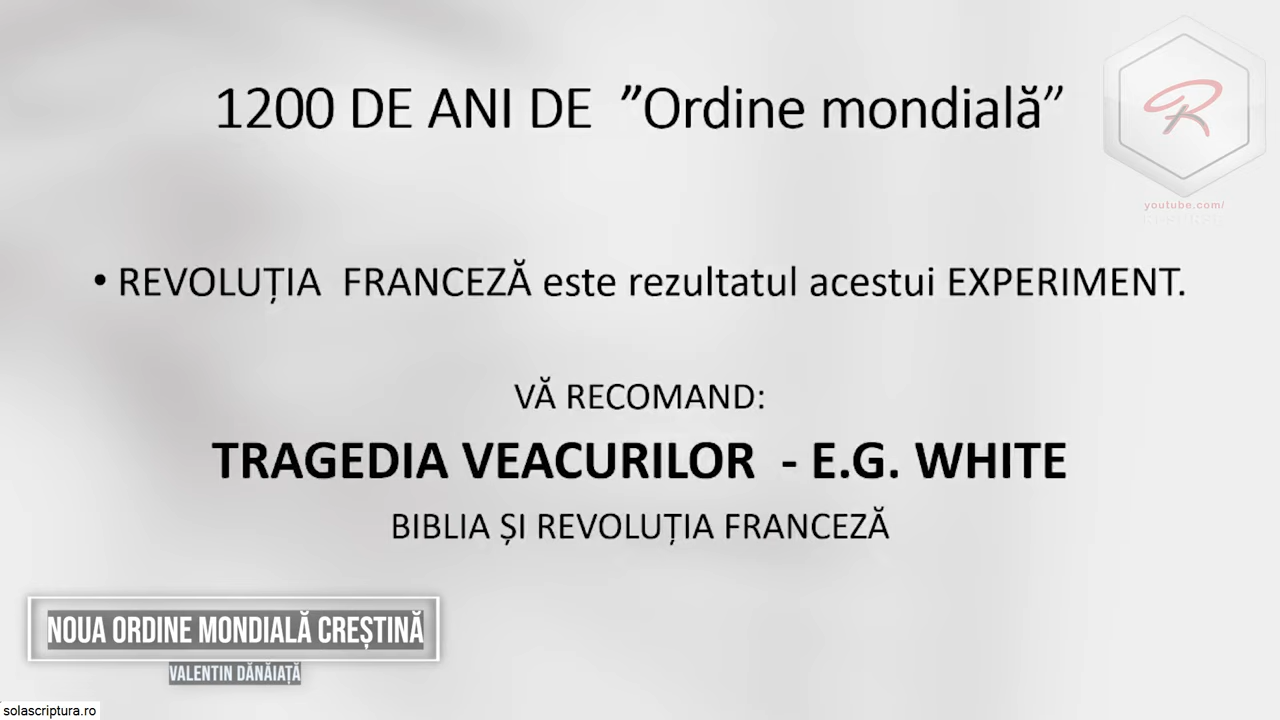 1200 DE ANI DE ”Ordine mondială”
R
youtube.com/
• REVOLUȚIA FRANCEZĂ este rezultatul acestui EXPERIMENT.
VĂ RECOMAND:
TRAGEDIA VEACURILOR - E.G. WHITE
BIBLIA ȘI REVOLUȚIA FRANCEZĂ
NOUA ORDINE MONDIALĂ CREȘTINĂ
VALENTIN DĂNĂIAȚĂ
solascriptura.ro